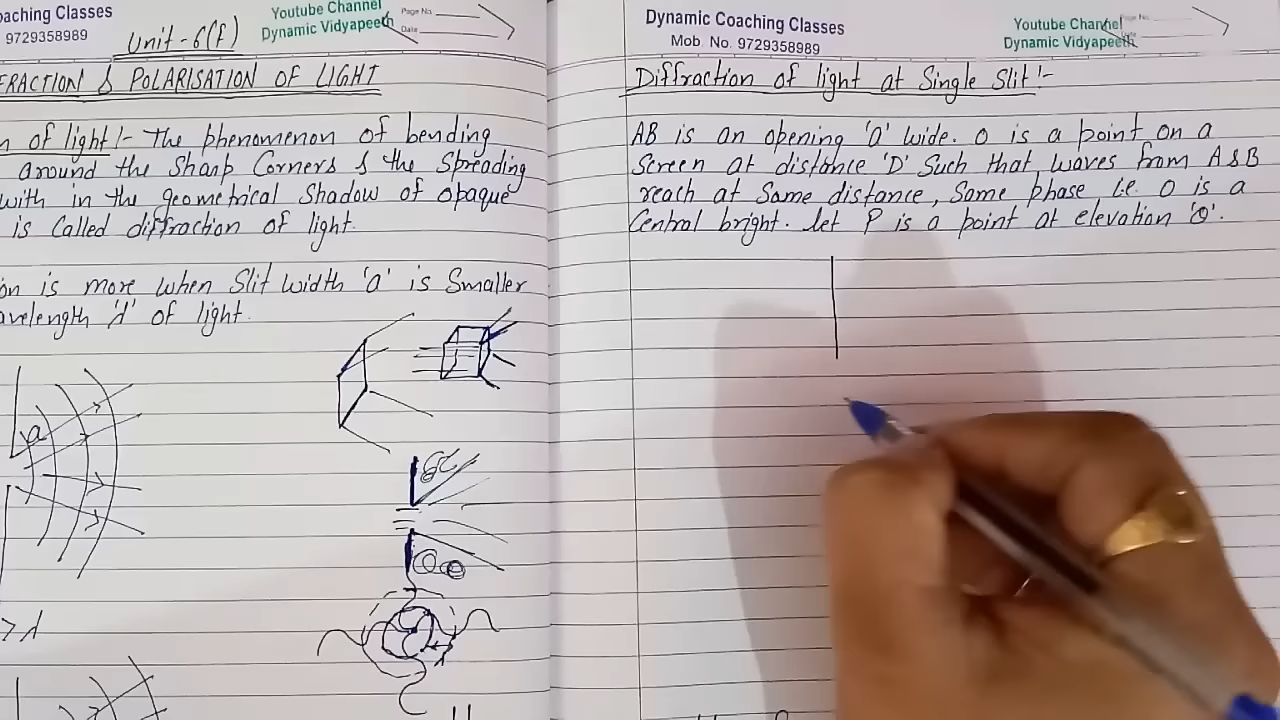 oaching Classes
9729358989
Unit-6(f)
Youtube Channel
Dynamic Vidyapeeth
Page No
Date
FRACTION & POLARISATION OF LIGHT
n of light !- The phenomenon of bending
around the Sharp Corners & the Spreading
with in the geometrical Shadow of opaque
is Called diffraction of light.
on is more when Slit width 'a' is Smaller
avelength 'λ' of light.
a
> λ
Dynamic Coaching Classes
Mob. No. 9729358989
Youtube Channel
Dynamic Vidyapeeth
Page No.
Date
Diffraction of light at Single Slit !-
AB is an opening 'a' wide. O is a point on a
Screen at distance 'D' Such that waves from A & B
reach at Same distance, Same phase i.e. O is a
Central bright. let P is a point at elevation 'θ'.